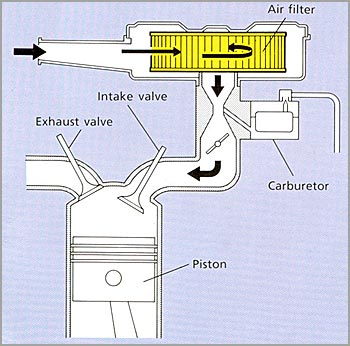 Air filter
Intake valve
Exhaust valve
Carburetor
Piston